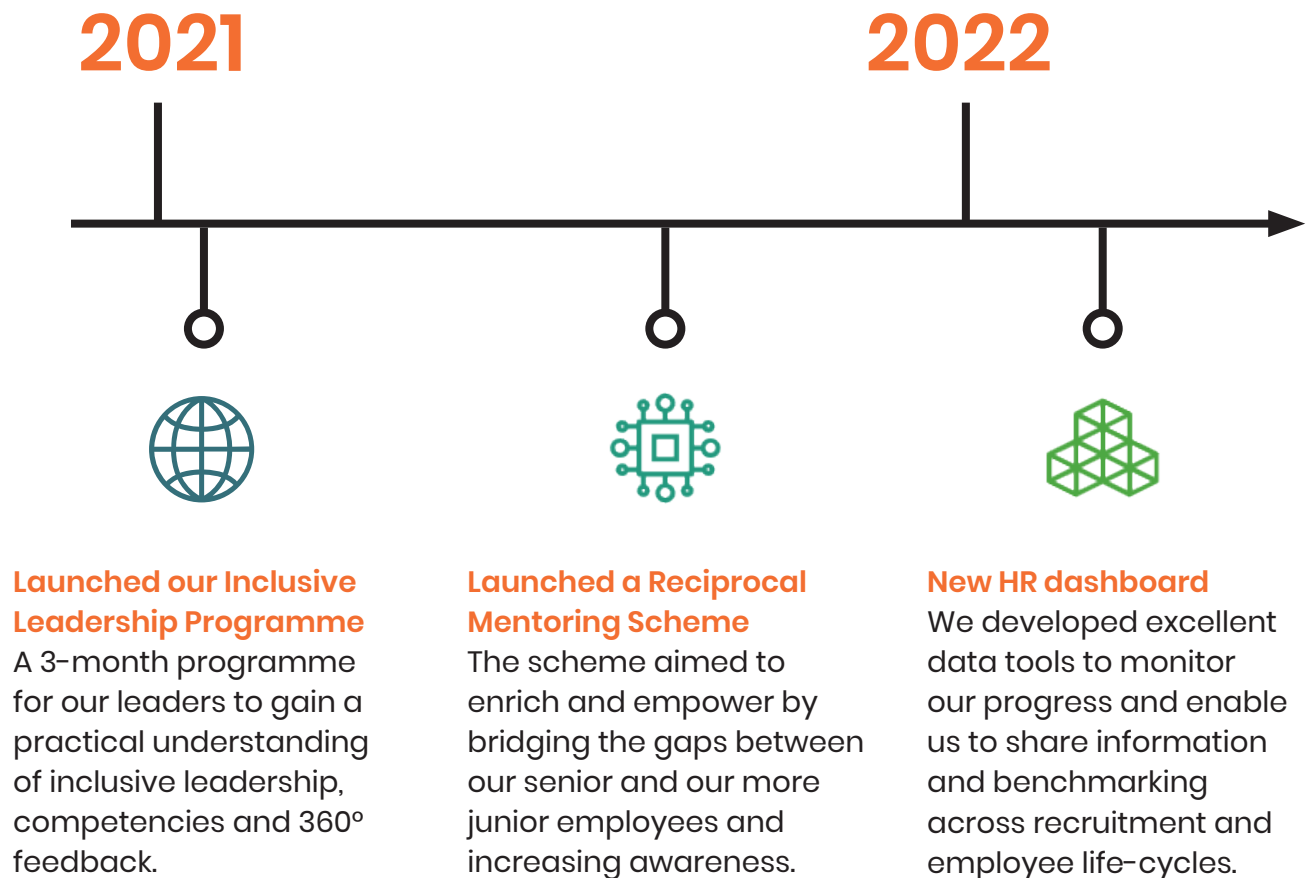 2021
2022
Launched our Inclusive
Leadership Programme
A 3-month programme
for our leaders to gain a
practical understanding
of inclusive leadership,
competencies and 360º
feedback.
Launched a Reciprocal
Mentoring Scheme
The scheme aimed to
enrich and empower by
bridging the gaps between
our senior and our more
junior employees and
increasing awareness.
New HR dashboard
We developed excellent
data tools to monitor
our progress and enable
us to share information
and benchmarking
across recruitment and
employee life-cycles.